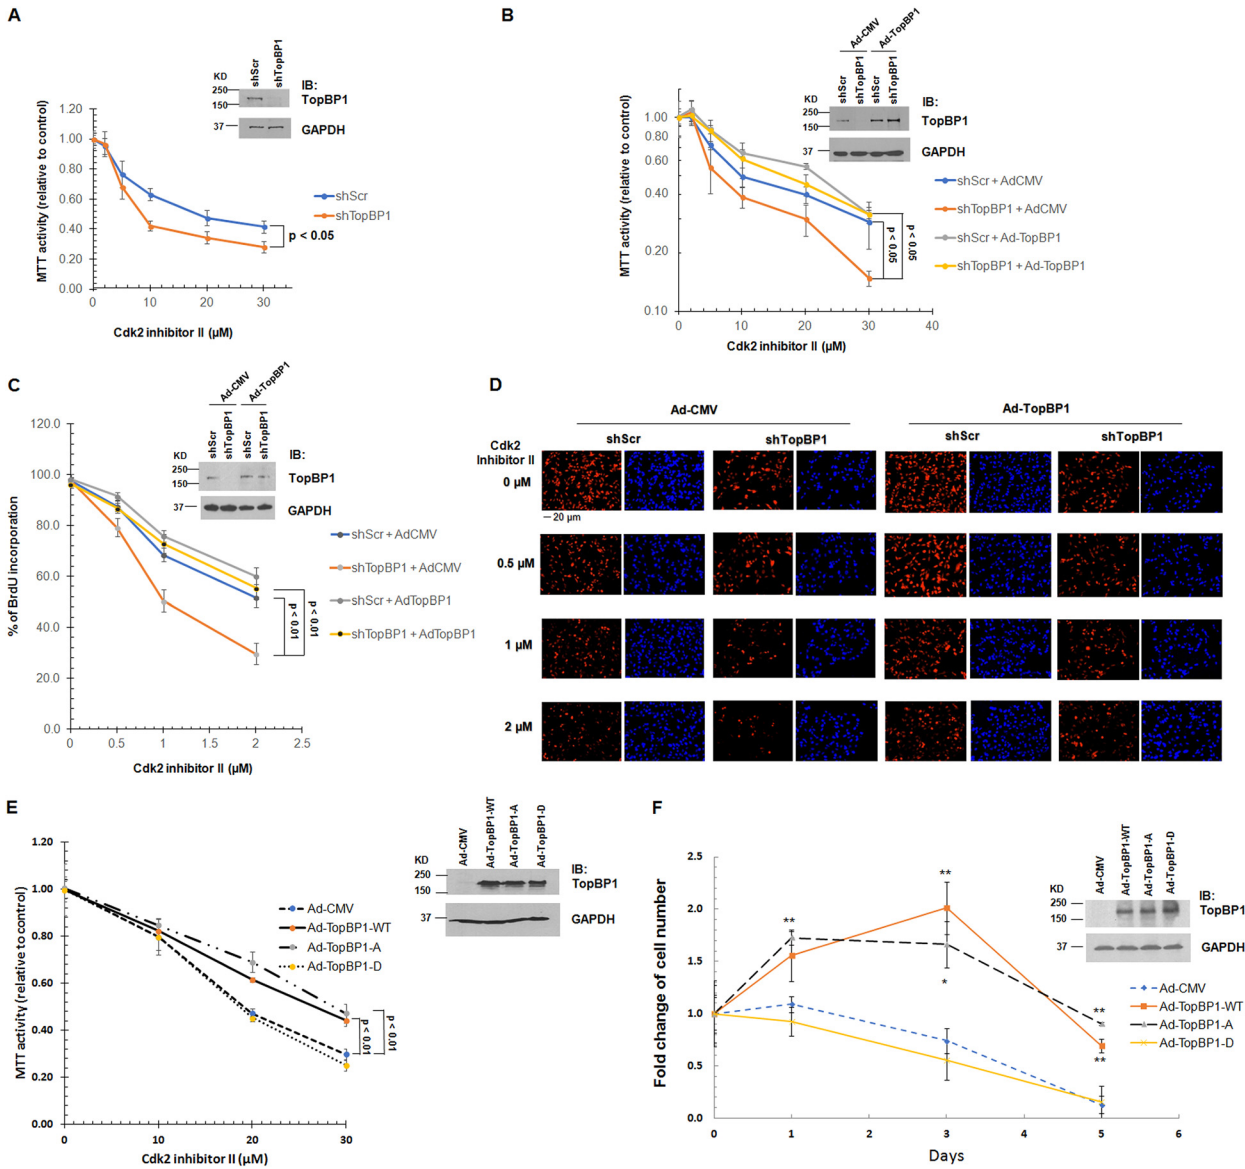 A
KD
shScr
shTopBP1
IB:
250
150
TopBP1
37
GAPDH
MTT activity (relative to control)
1.20
1.00
0.80
0.60
0.40
0.20
0.00
0
10
20
30
Cdk2 inhibitor II (µM)
shScr
shTopBP1
p < 0.05
B
Ad-CMV
Ad-TopBP1
shScr
shTopBP1
shScr
shTopBP1
KD
IB:
250
150
TopBP1
37
GAPDH
MTT activity (relative to control)
1.00
0.80
0.60
0.40
0.20
0.10
0
10
20
30
40
Cdk2 inhibitor II (µM)
shScr + AdCMV
shTopBP1 + AdCMV
shScr + Ad-TopBP1
shTopBP1 + Ad-TopBP1
p < 0.05
p < 0.05
C
Ad-CMV
Ad-TopBP1
shScr
shTopBP1
shScr
shTopBP1
KD
IB:
250
150
TopBP1
37
GAPDH
% of BrdU incorporation
120.0
100.0
80.0
60.0
40.0
20.0
0.0
0
0.5
1
1.5
2
2.5
Cdk2 inhibitor II (µM)
shScr + AdCMV
shTopBP1 + AdCMV
shScr + AdTopBP1
shTopBP1 + AdTopBP1
p < 0.01
p < 0.01
D
Ad-CMV
Ad-TopBP1
Cdk2
Inhibitor II
shScr
shTopBP1
shScr
shTopBP1
0 µM
20 µm
0.5 µM
1 µM
2 µM
E
Ad-CMV
Ad-TopBP1-WT
Ad-TopBP1-A
Ad-TopBP1-D
KD
IB:
250
150
TopBP1
37
GAPDH
MTT activity (relative to control)
1.20
1.00
0.80
0.60
0.40
0.20
0.00
0
10
20
30
Cdk2 inhibitor II (µM)
Ad-CMV
Ad-TopBP1-WT
Ad-TopBP1-A
Ad-TopBP1-D
p < 0.01
p < 0.01
F
Ad-CMV
Ad-TopBP1-WT
Ad-TopBP1-A
Ad-TopBP1-D
KD
IB:
250
150
TopBP1
37
GAPDH
Fold change of cell number
2.5
2.0
1.5
1.0
0.5
0.0
0
1
2
3
4
5
6
Days
**
**
*
**
**
Ad-CMV
Ad-TopBP1-WT
Ad-TopBP1-A
Ad-TopBP1-D